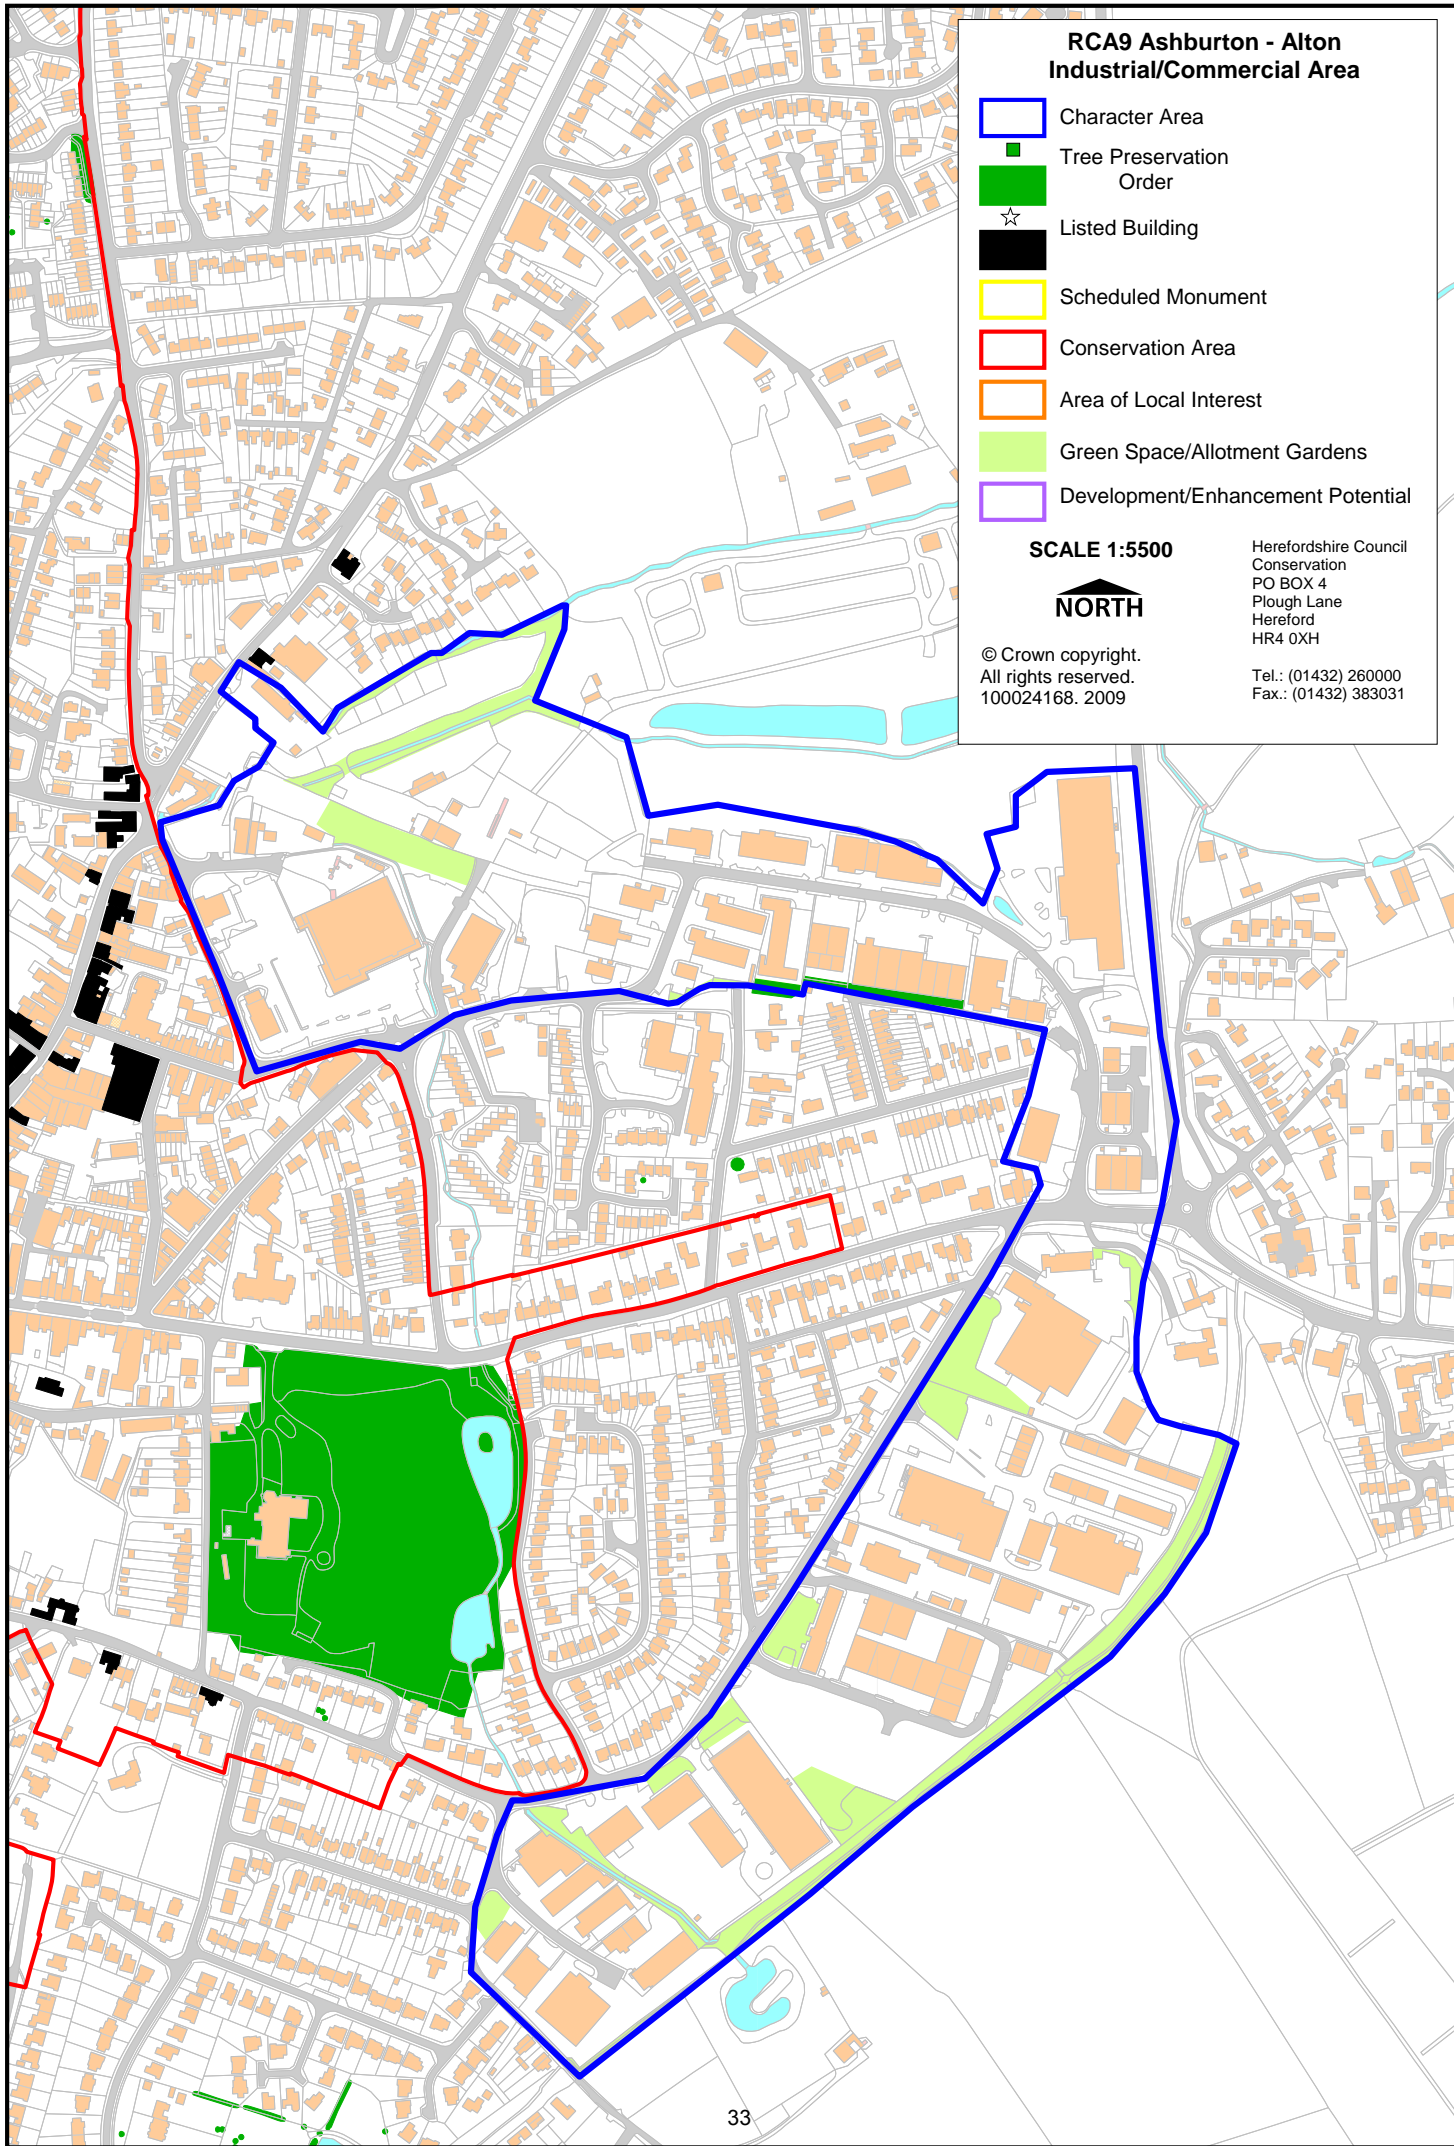 RCA9 Ashburton - Alton
Industrial/Commercial Area
Character Area
Tree Preservation
Order
Listed Building
Scheduled Monument
Conservation Area
Area of Local Interest
Green Space/Allotment Gardens
Development/Enhancement Potential
SCALE 1:5500
NORTH
© Crown copyright.
All rights reserved.
100024168. 2009
Herefordshire Council
Conservation
PO BOX 4
Plough Lane
Hereford
HR4 0XH
Tel.: (01432) 260000
Fax.: (01432) 383031
33